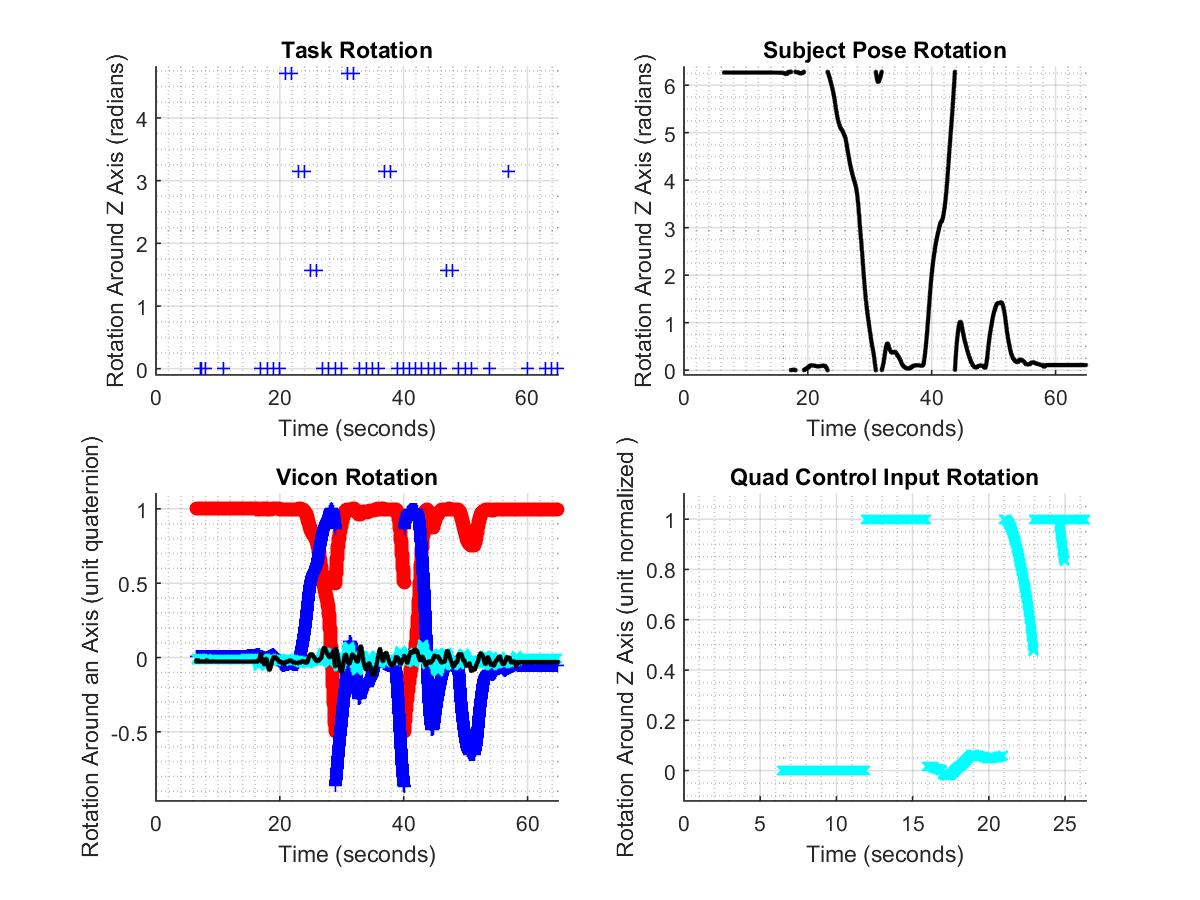 Task Rotation
Rotation Around Z Axis (radians)
4
3
2
1
0
0 20 40 60
Time (seconds)
Subject Pose Rotation
Rotation Around Z Axis (radians)
6
5
4
3
2
1
0
0 20 40 60
Time (seconds)
Vicon Rotation
Rotation Around an Axis (unit quaternion)
1
0.5
0
-0.5
0 20 40 60
Time (seconds)
Quad Control Input Rotation
Rotation Around Z Axis (unit normalized )
1
0.8
0.6
0.4
0.2
0
0 5 10 15 20 25
Time (seconds)